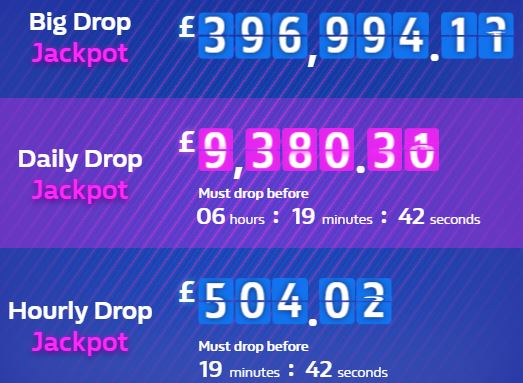 Big Drop
Jackpot
£396,994.1
Daily Drop
Jackpot
£9,380.3
Must drop before
06 hours : 19 minutes : 42 seconds
Hourly Drop
Jackpot
£504.02
Must drop before
19 minutes : 42 seconds